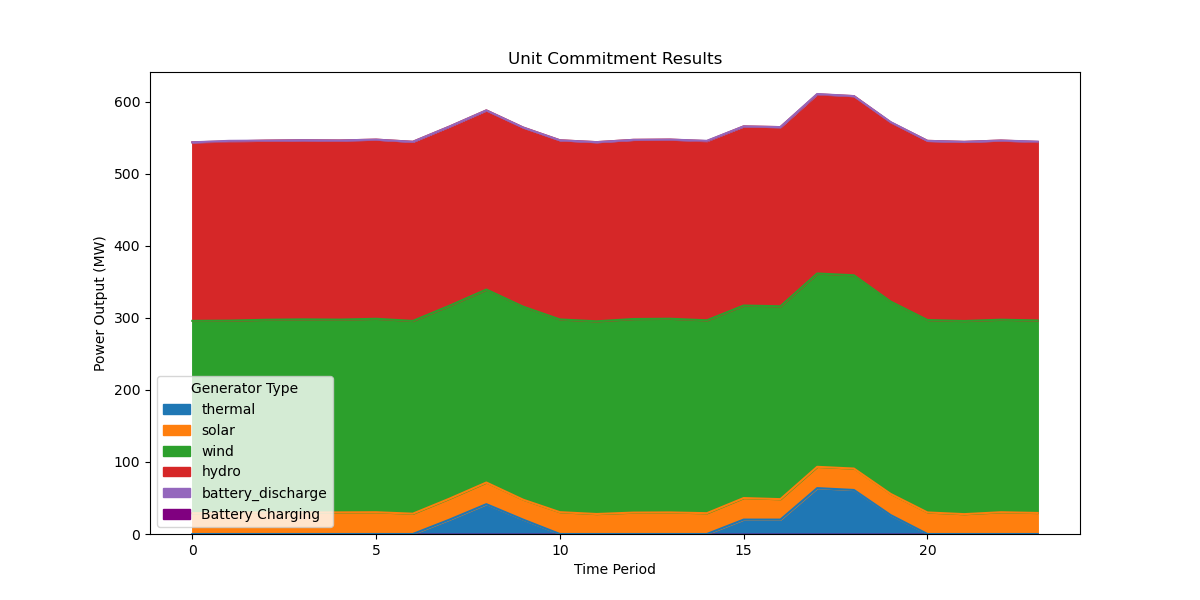 Unit Commitment Results
Power Output (MW)
600
500
400
300
200
100
0
Generator Type
thermal
solar
wind
hydro
battery_discharge
Battery Charging
0 5 10 15 20
Time Period